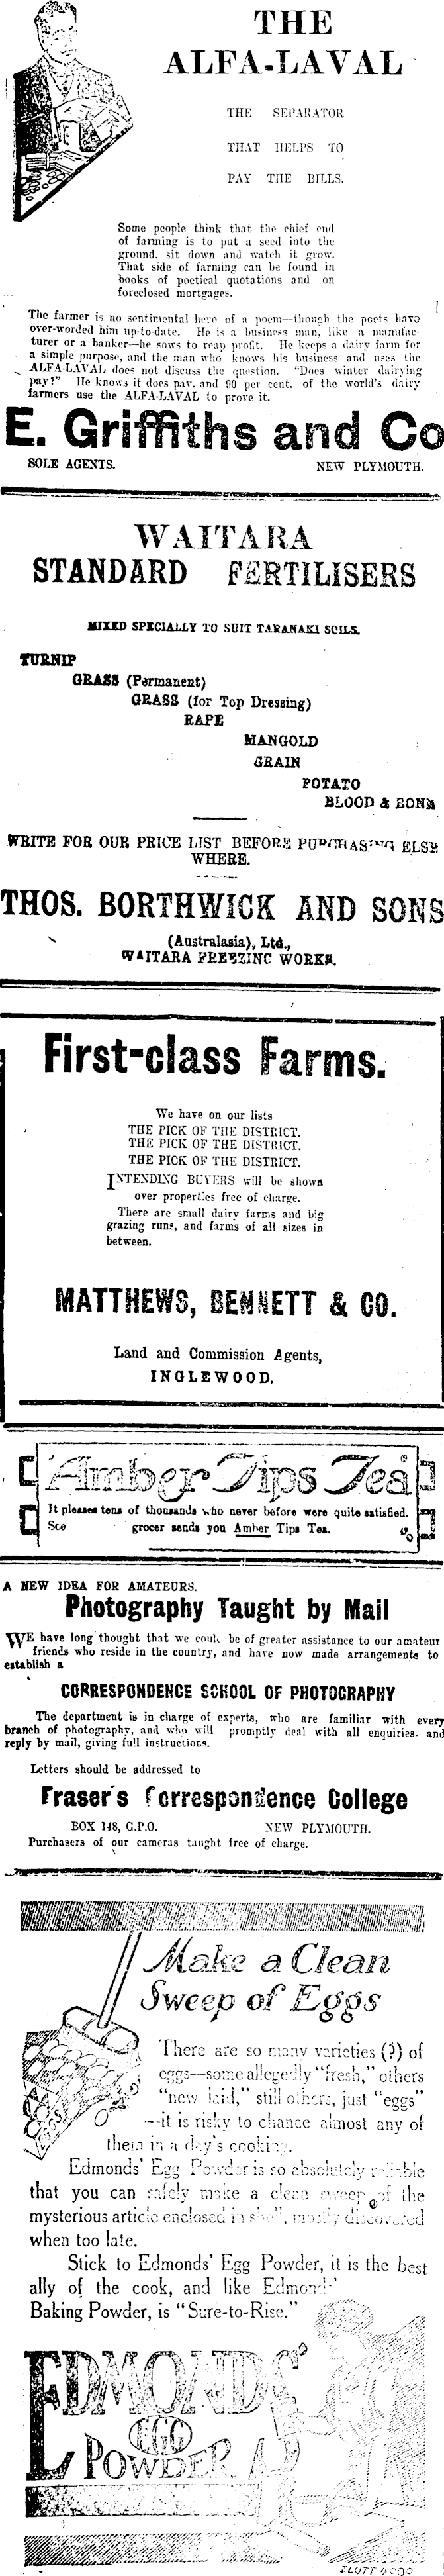 THE
ALFA-LAVAL
THE SEPARATOR
THAT HELPS TO
PAY THE BILLS.
Some people think that the chief end
of farming is to put a seed into the
ground, sit down and watch it grow.
That side of farming can be found in
books of poetical quotations and on
foreclosed mortgages.
The farmer is no sentimental hero of a poem—though the poets have
over-worded him up-to-date. He is a business man, like a manufac-
turer or a banker—he sows to reap profit. He keeps a dairy farm for
a simple purpose, and the man who knows his business and uses the
ALFA-LAVAL does not discuss the question. "Does winter dairying
pay?" He knows it does pay. and 90 per cent. of the world's dairy
farmers use the ALFA-LAVAL to prove it.
E. Griffiths and Co
SOLE AGENTS. NEW PLYMOUTH.
WAITARA
STANDARD FERTILISERS
MIXED SPECIALLY TO SUIT TARANAKI SOILS.
TURNIP
GRASS (Permanent)
GRASS (for Top Dressing)
RAPE
MANGOLD
GRAIN
POTATO
BLOOD & BONE
WRITE FOR OUR PRICE LIST BEFORE PURCHASING ELSE
WHERE.
THOS. BORTHWICK AND SONS
(Australasia), Ltd.,
WAITARA FREEZING WORKS.
First-class Farms.
We have on our lists
THE PICK OF THE DISTRICT.
THE PICK OF THE DISTRICT.
THE PICK OF THE DISTRICT.
INTENDING BUYERS will be shown
over properties free of charge.
There are small dairy farms and big
grazing runs, and farms of all sizes in
between.
MATTHEWS, BENNETT & CO.
Land and Commission Agents,
INGLEWOOD.
Amber Tips Tea
It pleases tens of thousands who never before were quite satisfied.
See grocer sends you Amber Tips Tea.
A NEW IDEA FOR AMATEURS.
Photography Taught by Mail
WE have long thought that we could be of greater assistance to our amateur
friends who reside in the country, and have now made arrangements to
establish a
CORRESPONDENCE SCHOOL OF PHOTOGRAPHY
The department is in charge of experts, who are familiar with every
branch of photography, and who will promptly deal with all enquiries. and
reply by mail, giving full instructions.
Letters should be addressed to
Fraser's Correspondence College
BOX 148, G.P.O. NEW PLYMOUTH.
Purchasers of our cameras taught free of charge.
Make a Clean
Sweep of Eggs
There are so many varieties (?) of
eggs—some allegedly "fresh," others
"new laid," still others, just "eggs"
—it is risky to chance almost any of
them in a day's cooking.
Edmonds' Egg Powder is so absolutely reliable
that you can safely make a clean sweep of the
mysterious article enclosed in shell, mostly discovered
when too late.
Stick to Edmonds' Egg Powder, it is the best
ally of the cook, and like Edmonds'
Baking Powder, is "Sure-to-Rise."
EDMONDS'
EGG
POWDER